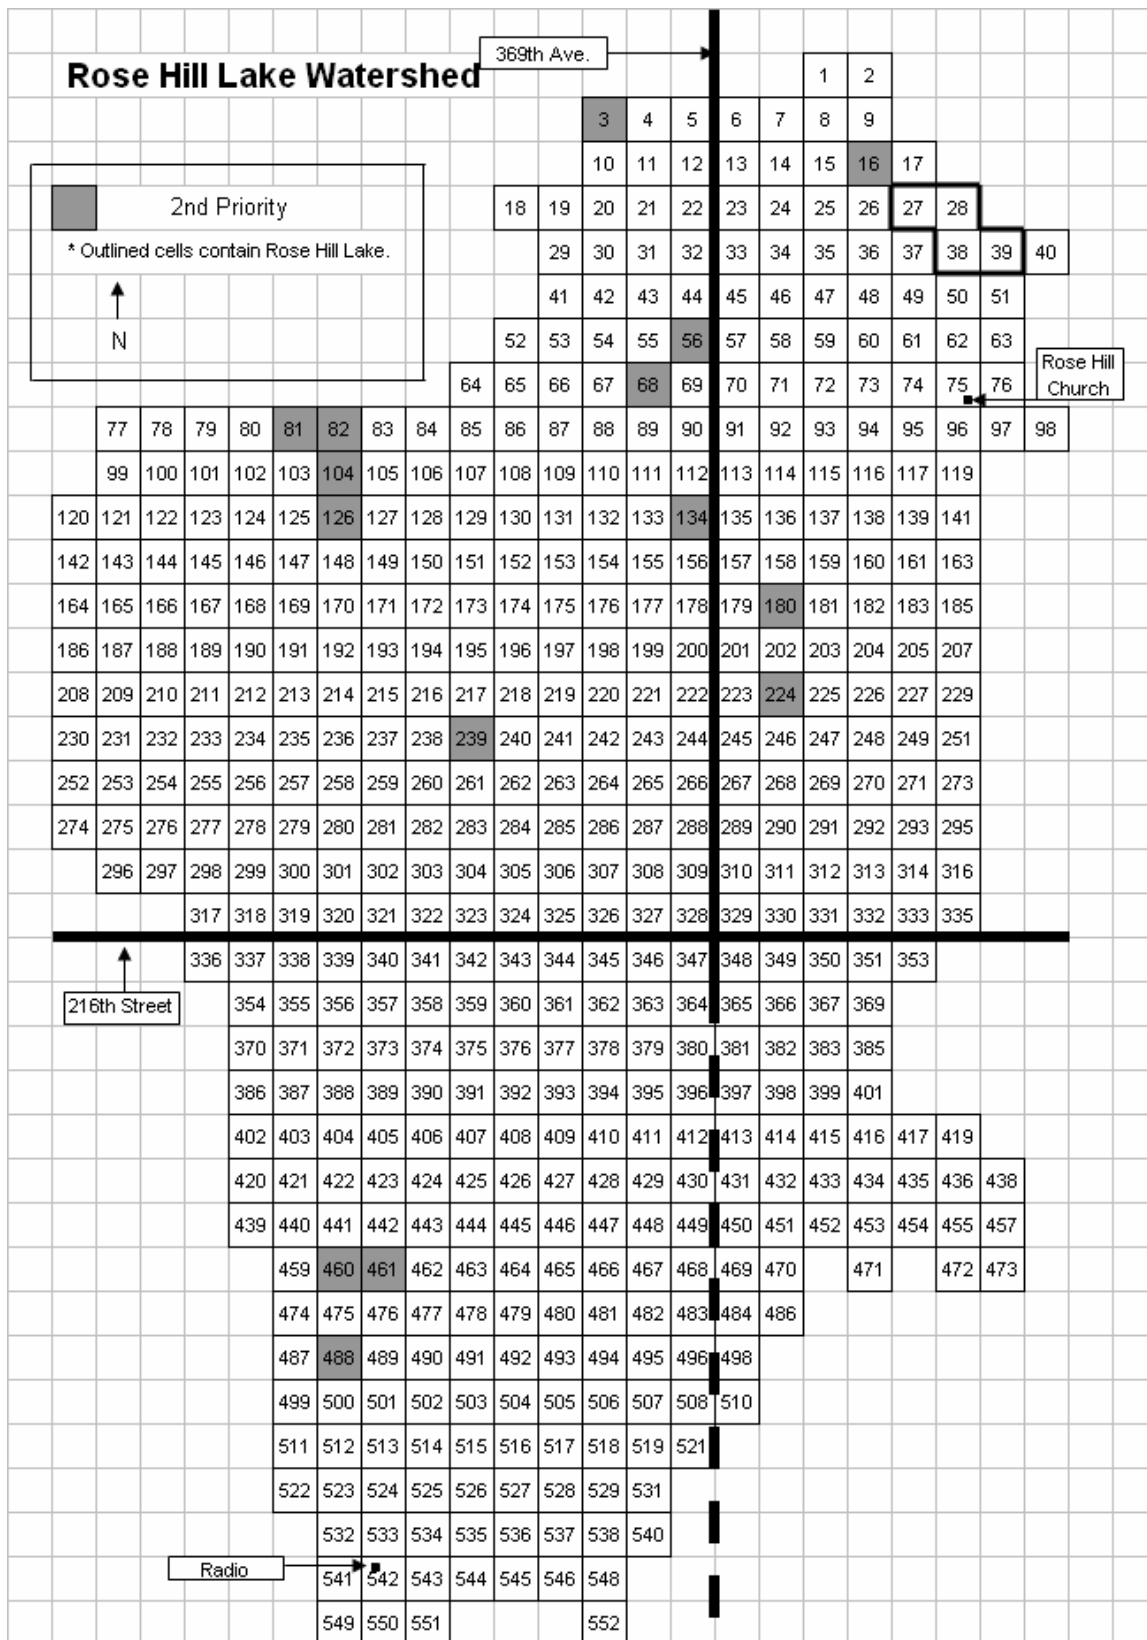 369th Ave.
Rose Hill Lake Watershed
1 2
3 4 5 6 7 8 9
10 11 12 13 14 15 16 17
2nd Priority
18 19 20 21 22 23 24 25 26 27 28
* Outlined cells contain Rose Hill Lake.
29 30 31 32 33 34 35 36 37 38 39 40
41 42 43 44 45 46 47 48 49 50 51
N
52 53 54 55 56 57 58 59 60 61 62 63
Rose Hill
Church
64 65 66 67 68 69 70 71 72 73 74 75 76
77 78 79 80 81 82 83 84 85 86 87 88 89 90 91 92 93 94 95 96 97 98
99 100 101 102 103 104 105 106 107 108 109 110 111 112 113 114 115 116 117 119
120 121 122 123 124 125 126 127 128 129 130 131 132 133 134 135 136 137 138 139 141
142 143 144 145 146 147 148 149 150 151 152 153 154 155 156 157 158 159 160 161 163
164 165 166 167 168 169 170 171 172 173 174 175 176 177 178 179 180 181 182 183 185
186 187 188 189 190 191 192 193 194 195 196 197 198 199 200 201 202 203 204 205 207
208 209 210 211 212 213 214 215 216 217 218 219 220 221 222 223 224 225 226 227 229
230 231 232 233 234 235 236 237 238 239 240 241 242 243 244 245 246 247 248 249 251
252 253 254 255 256 257 258 259 260 261 262 263 264 265 266 267 268 269 270 271 273
274 275 276 277 278 279 280 281 282 283 284 285 286 287 288 289 290 291 292 293 295
296 297 298 299 300 301 302 303 304 305 306 307 308 309 310 311 312 313 314 316
317 318 319 320 321 322 323 324 325 326 327 328 329 330 331 332 333 335
336 337 338 339 340 341 342 343 344 345 346 347 348 349 350 351 353
216th Street
354 355 356 357 358 359 360 361 362 363 364 365 366 367 369
370 371 372 373 374 375 376 377 378 379 380 381 382 383 385
386 387 388 389 390 391 392 393 394 395 396 397 398 399 401
402 403 404 405 406 407 408 409 410 411 412 413 414 415 416 417 419
420 421 422 423 424 425 426 427 428 429 430 431 432 433 434 435 436 438
439 440 441 442 443 444 445 446 447 448 449 450 451 452 453 454 455 457
459 460 461 462 463 464 465 466 467 468 469 470 471 472 473
474 475 476 477 478 479 480 481 482 483 484 486
487 488 489 490 491 492 493 494 495 496 498
499 500 501 502 503 504 505 506 507 508 510
511 512 513 514 515 516 517 518 519 521
522 523 524 525 526 527 528 529 531
532 533 534 535 536 537 538 540
Radio
541 542 543 544 545 546 548
549 550 551 552